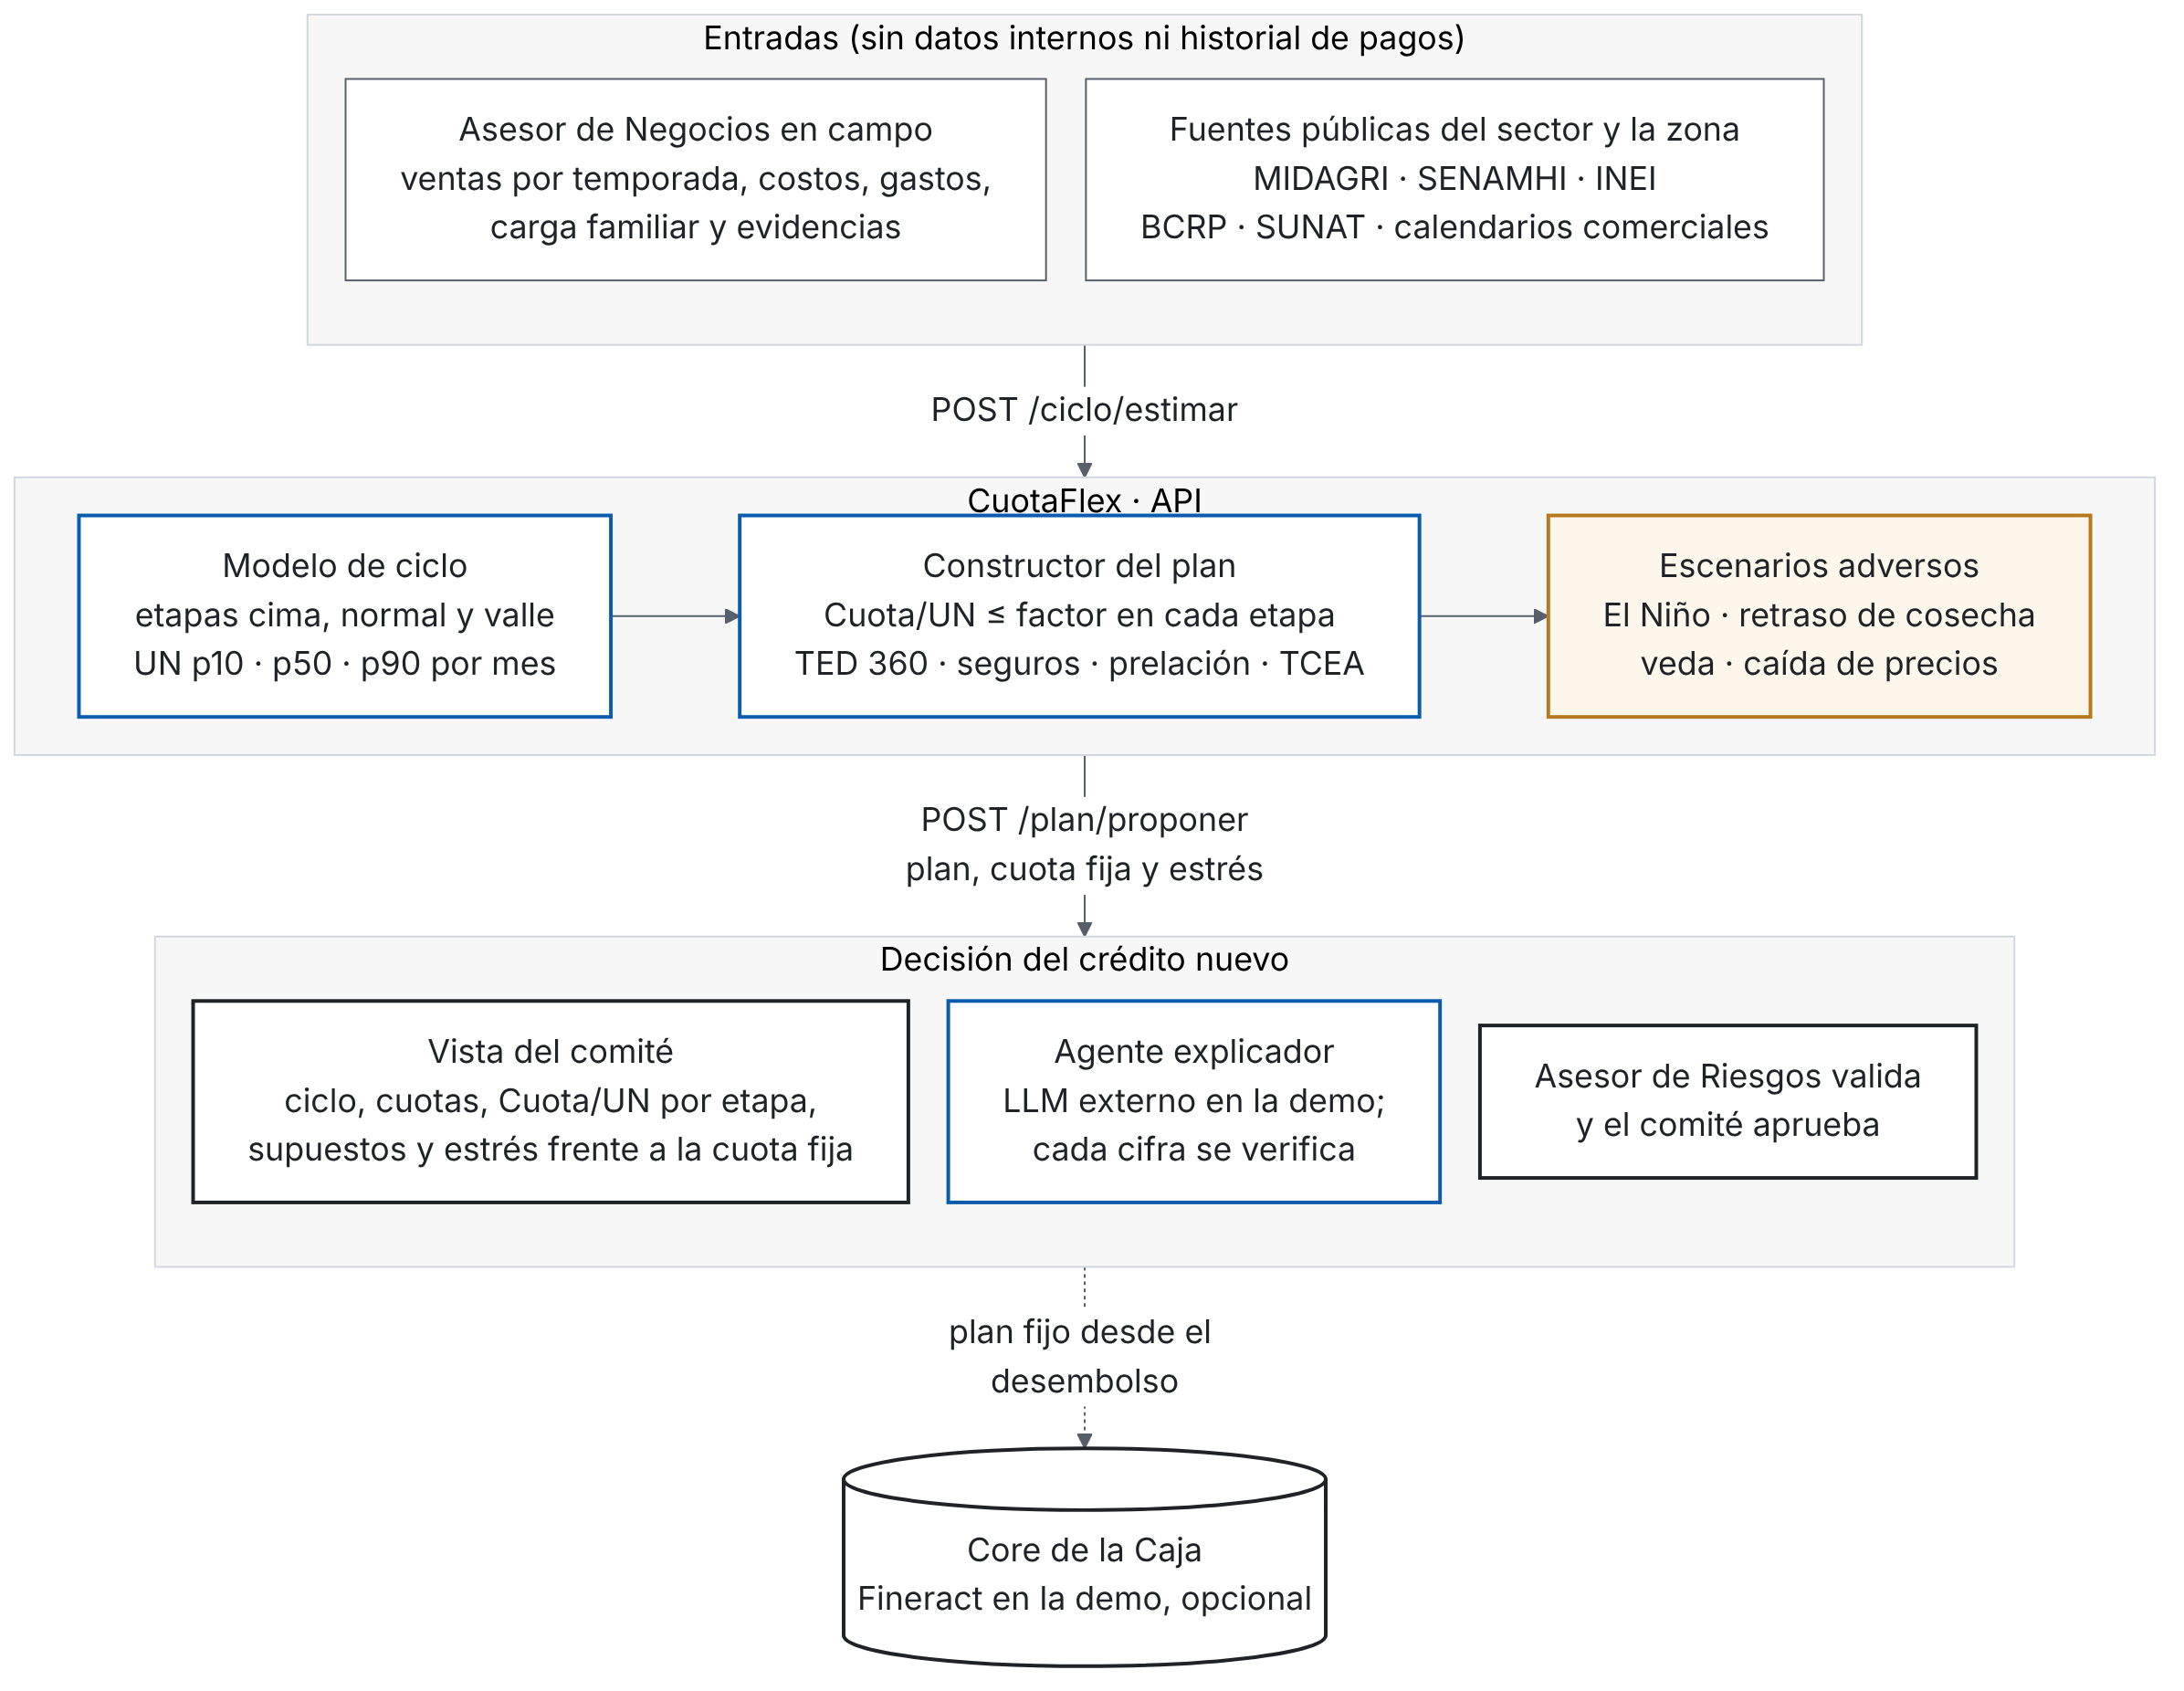 Entradas (sin datos internos ni historial de pagos)
Asesor de Negocios en campo
ventas por temporada, costos, gastos,
carga familiar y evidencias
Fuentes públicas del sector y la zona
MIDAGRI · SENAMHI · INEI
BCRP · SUNAT · calendarios comerciales
POST /ciclo/estimar
CuotaFlex · API
Modelo de ciclo
etapas cima, normal y valle
UN p10 · p50 · p90 por mes
Constructor del plan
Cuota/UN ≤ factor en cada etapa
TED 360 · seguros · prelación · TCEA
Escenarios adversos
El Niño · retraso de cosecha
veda · caída de precios
POST /plan/proponer
plan, cuota fija y estrés
Decisión del crédito nuevo
Vista del comité
ciclo, cuotas, Cuota/UN por etapa,
supuestos y estrés frente a la cuota fija
Agente explicador
LLM externo en la demo;
cada cifra se verifica
Asesor de Riesgos valida
y el comité aprueba
plan fijo desde el
desembolso
Core de la Caja
Fineract en la demo, opcional